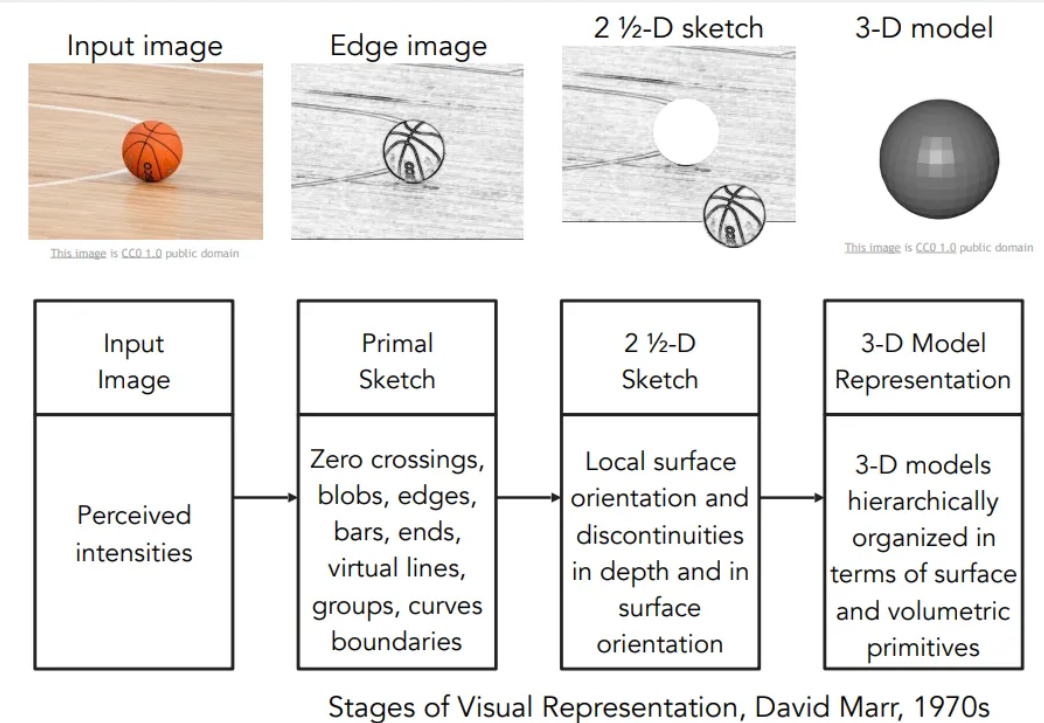 Input image
Edge image
2 ½-D sketch
3-D model
This image is CC0 1.0 public domain
This image is CC0 1.0 public domain
Input
Image
Perceived
intensities
Primal
Sketch
Zero crossings,
blobs, edges,
bars, ends,
virtual lines,
groups, curves
boundaries
2 ½-D
Sketch
Local surface
orientation and
discontinuities
in depth and in
surface
orientation
3-D Model
Representation
3-D models
hierarchically
organized in
terms of surface
and volumetric
primitives
Stages of Visual Representation, David Marr, 1970s